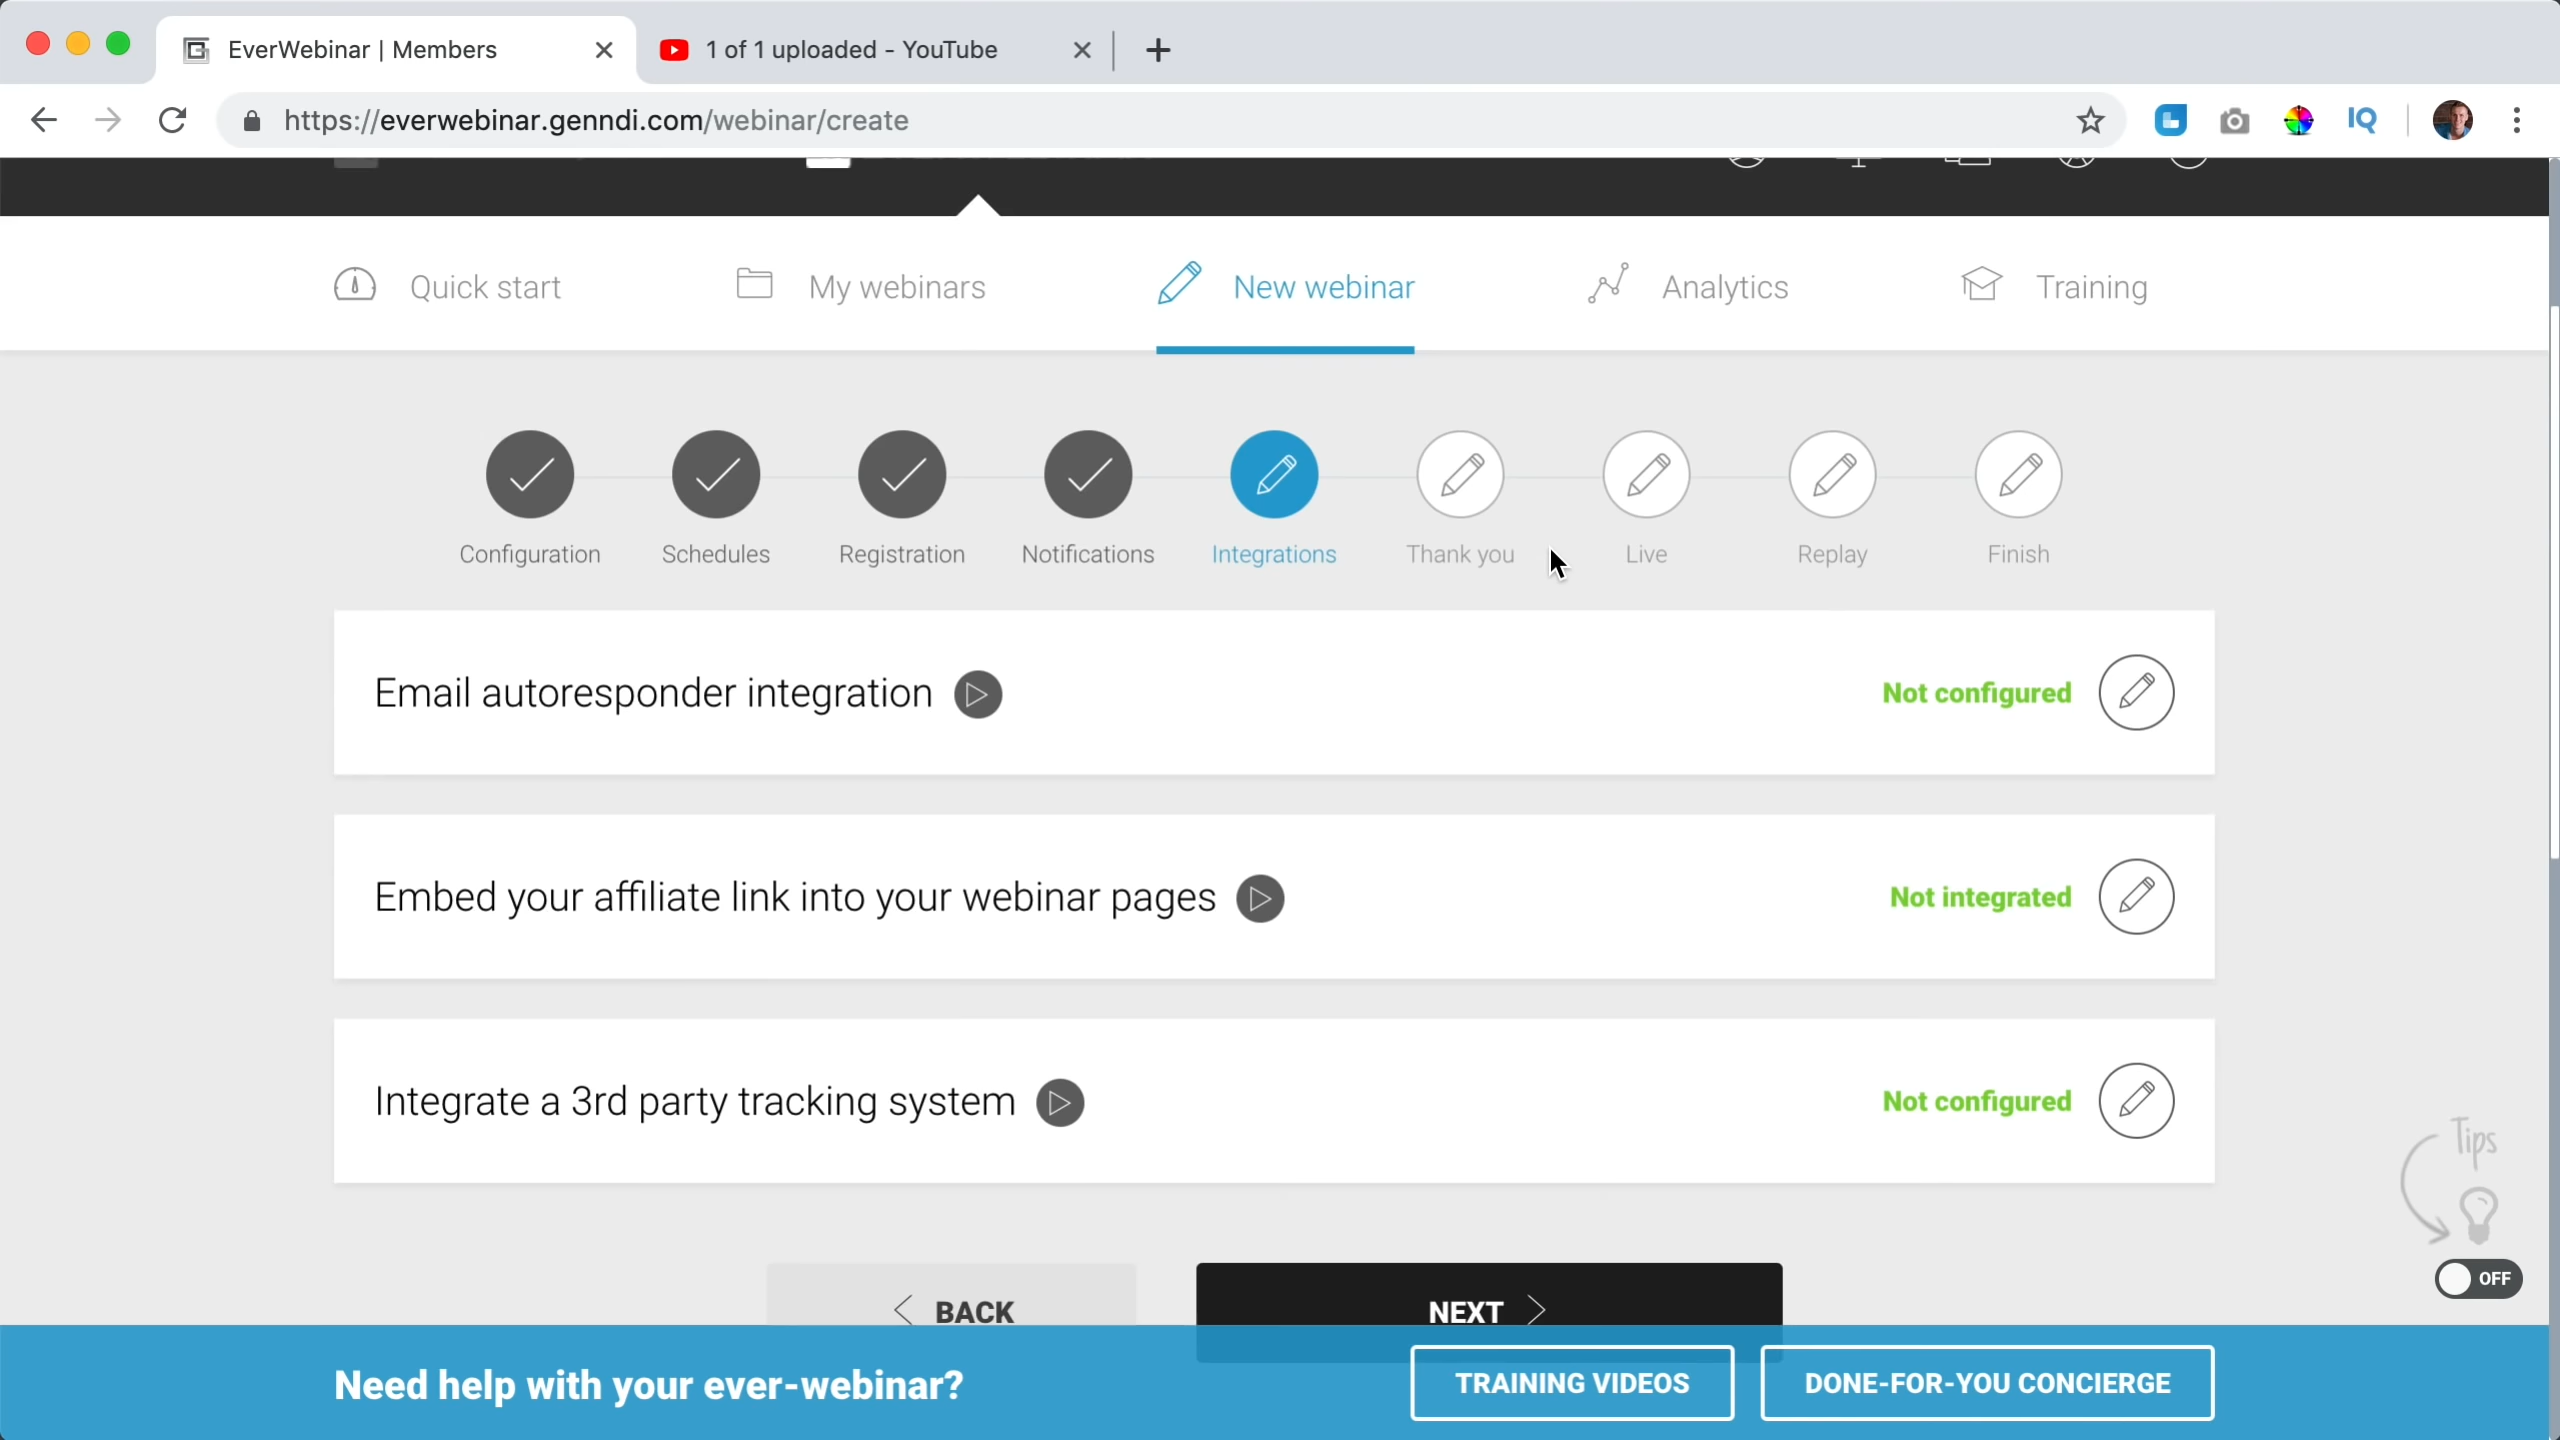 EverWebinar | Members
1 of 1 uploaded - YouTube
https://everwebinar.genndi.com/webinar/create
IQ
Quick start
My webinars
New webinar
Analytics
Training
Configuration
Schedules
Registration
Notifications
Integrations
Thank you
Live
Replay
Finish
Email autoresponder integration
Not configured
Embed your affiliate link into your webinar pages
Not integrated
Integrate a 3rd party tracking system
Not configured
Tips
OFF
BACK
NEXT
Need help with your ever-webinar?
TRAINING VIDEOS
DONE-FOR-YOU CONCIERGE